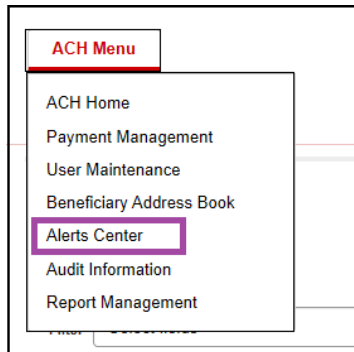 ACH Menu
ACH Home
Payment Management
User Maintenance
Beneficiary Address Book
Alerts Center
Audit Information
Report Management